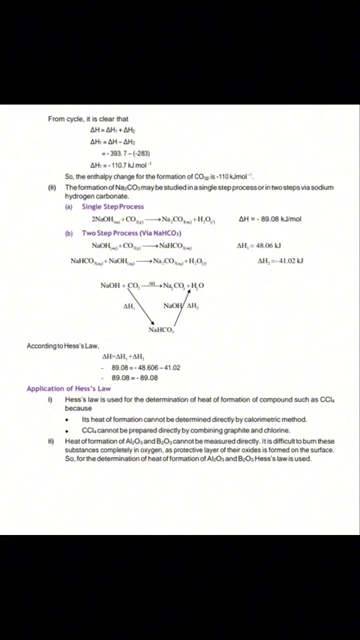 From cycle, it is clear that
ΔH = ΔH₁ + ΔH₂
ΔH₁ = ΔH – ΔH₂
= - 393. 7 – (-283)
ΔH₁ = - 110.7 kJ mol⁻¹
So, the enthalpy change for the formation of CO(g) is -110 kJmol⁻¹.
(ii) The formation of Na₂CO₃ may be studied in a single step process or in two steps via sodium
hydrogen carbonate.
(a) Single Step Process
2NaOH(aq) + CO₂(g) ⟶ Na₂CO₃(aq) + H₂O(l) ΔH = - 89.08 kJ/mol
(b) Two Step Process (Via NaHCO₃)
NaOH(aq) + CO₂(g) ⟶ NaHCO₃(aq) ΔH₁ = 48.06 kJ
NaHCO₃(aq) + NaOH(aq) ⟶ Na₂CO₃(aq) + H₂O(l) ΔH₂ = - 41.02 kJ
NaOH + CO₂ ⟶ Na₂CO₃ + H₂O
ΔH₁ NaOH ΔH₂
NaHCO₃
According to Hess's Law,
ΔH=ΔH₁ +ΔH₂
- 89.08 = - 48.606 – 41.02
- 89.08 = - 89.08
Application of Hess's Law
i) Hess's law is used for the determination of heat of formation of compound such as CCl₄
because
• Its heat of formation cannot be determined directly by calorimetric method.
• CCl₄ cannot be prepared directly by combining graphite and chlorine.
ii) Heat of formation of Al₂O₃ and B₂O₃ cannot be measured directly. It is difficult to burn these
substances completely in oxygen, as protective layer of their oxides is formed on the surface.
So, for the determination of heat of formation of Al₂O₃ and B₂O₃ Hess's law is used.